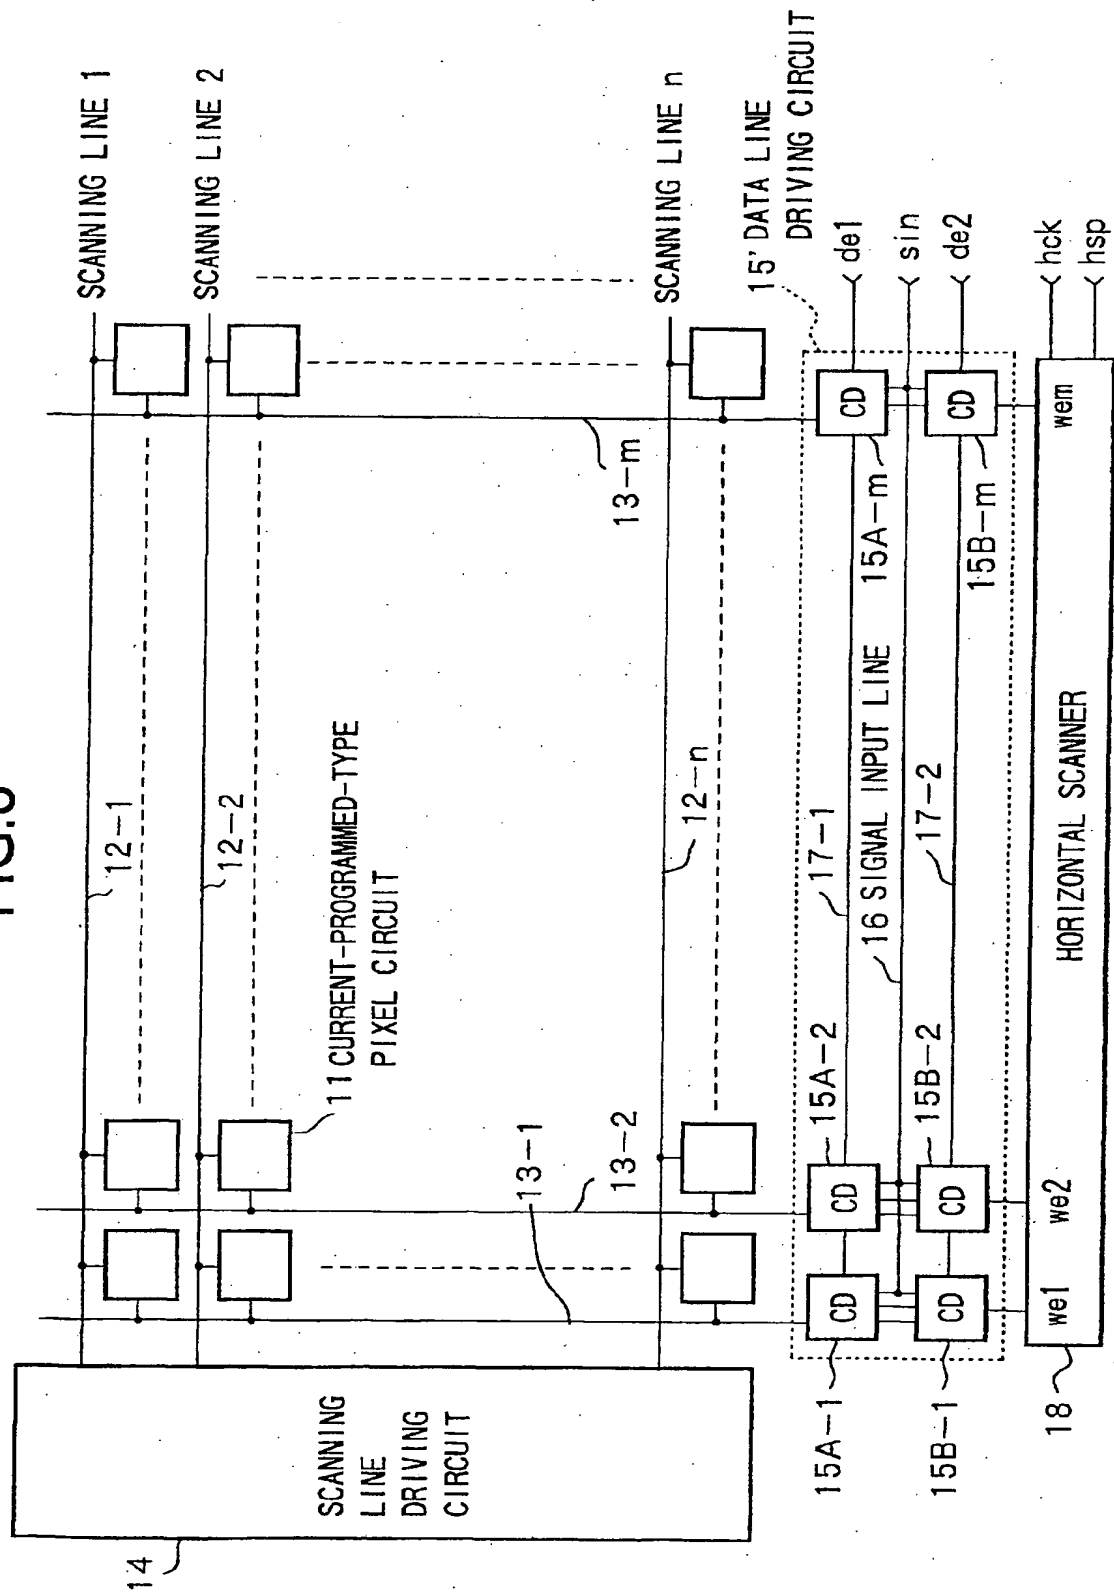 SCANNING LINE 1
SCANNING LINE 2
SCANNING LINE n
12-1
12-2
12-n
11 CURRENT-PROGRAMMED-TYPE
PIXEL CIRCUIT
13-1
13-2
13-m
14
SCANNING
LINE
DRIVING
CIRCUIT
15' DATA LINE
DRIVING CIRCUIT
15A-1
15A-2
17-1
15A-m
de1
CD
CD
CD
16 SIGNAL INPUT LINE
sin
15B-1
15B-2
17-2
15B-m
de2
CD
CD
CD
18
we1
we2
wem
HORIZONTAL SCANNER
hck
hsp